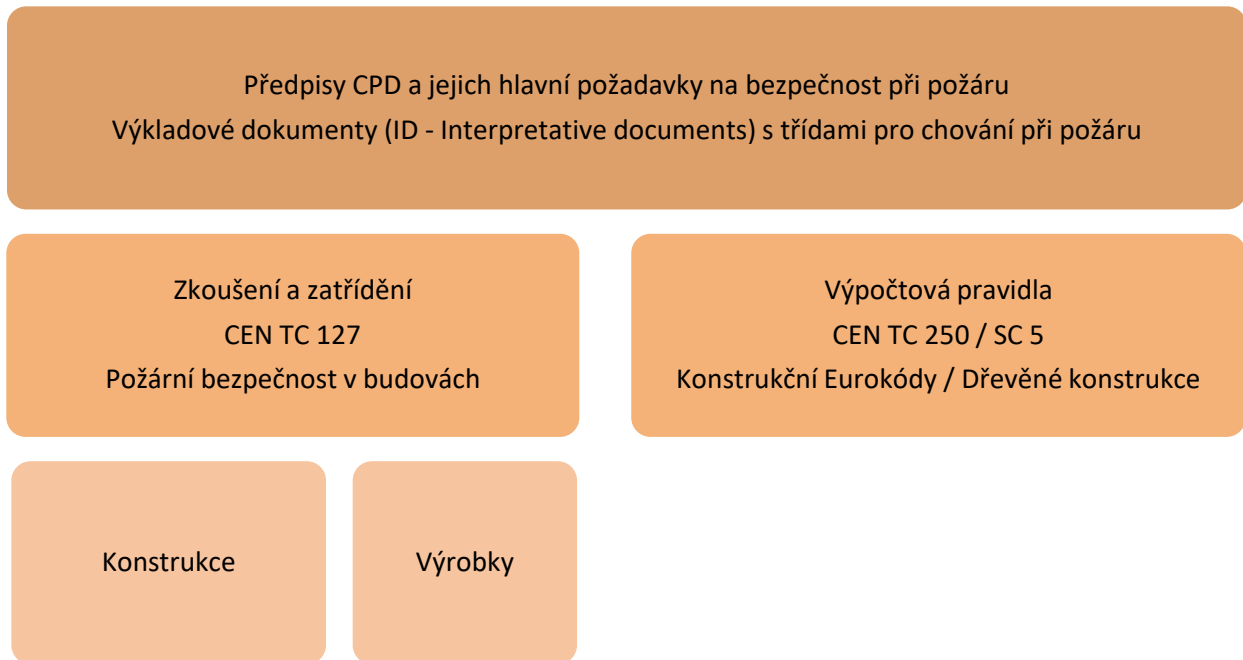 Předpisy CPD a jejich hlavní požadavky na bezpečnost při požáru
Výkladové dokumenty (ID - Interpretative documents) s třídami pro chování při požáru
Zkoušení a zatřídění
CEN TC 127
Požární bezpečnost v budovách
Výpočtová pravidla
CEN TC 250 / SC 5
Konstrukční Eurokódy / Dřevěné konstrukce
Konstrukce
Výrobky